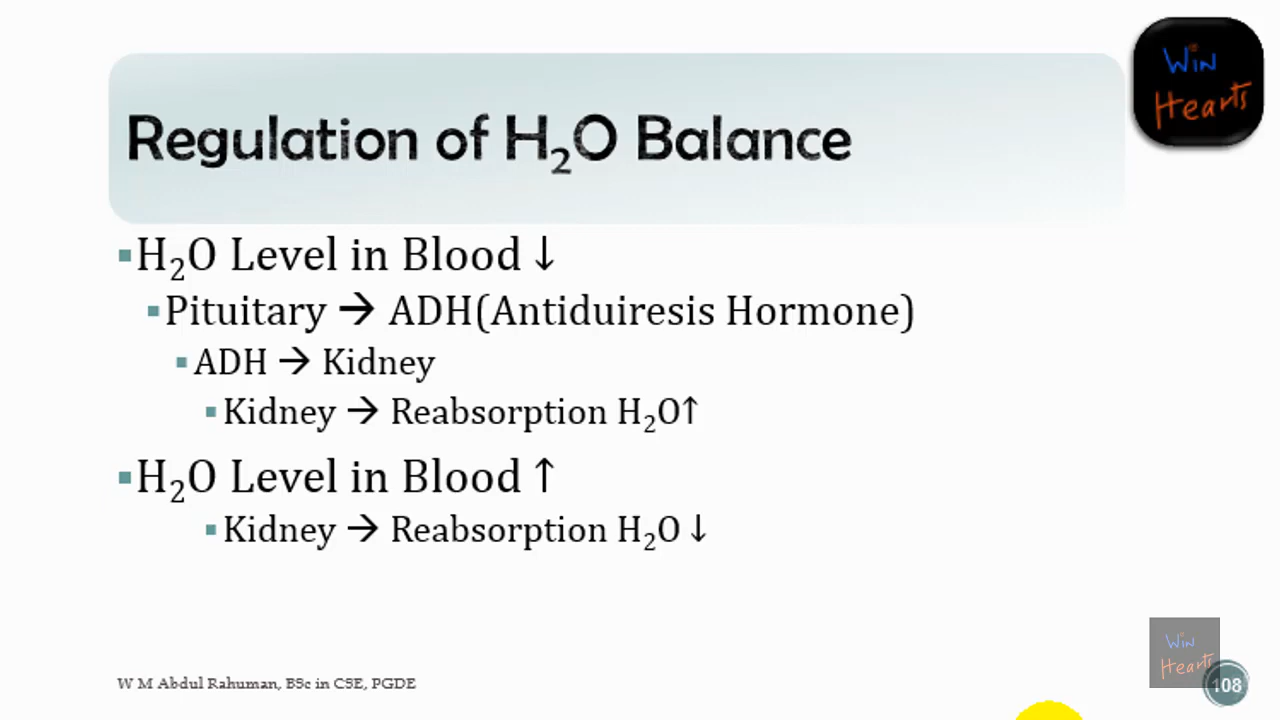 Win
Hearts
Regulation of H₂O Balance
H₂O Level in Blood ↓
Pituitary → ADH(Antiduiresis Hormone)
ADH → Kidney
Kidney → Reabsorption H₂O↑
H₂O Level in Blood ↑
Kidney → Reabsorption H₂O ↓
Win
Hearts
W M Abdul Rahuman, BSc in CSE, PGDE
108